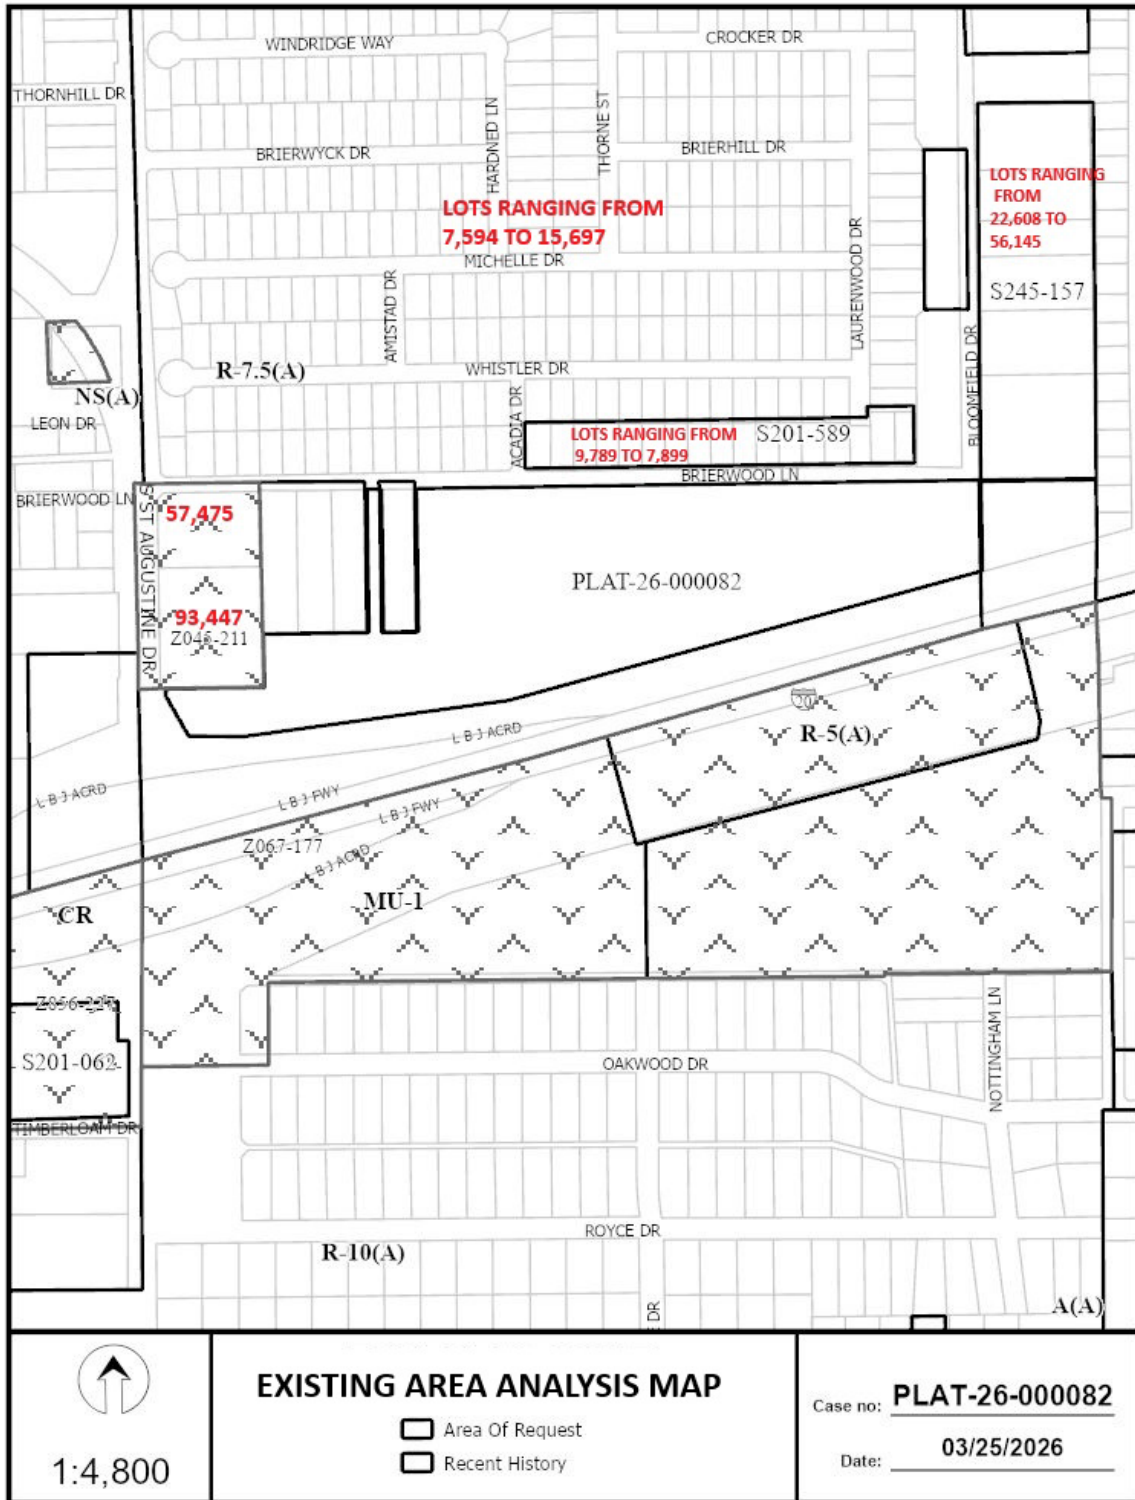 WINDRIDGE WAY
CROCKER DR
THORNHILL DR
HARDNED LN
THORNE ST
BRIERWYCK DR
BRIERHILL DR
LOTS RANGING
FROM
22,608 TO
56,145
LOTS RANGING FROM
7,594 TO 15,697
MICHELLE DR
LAURENWOOD DR
S245-157
AMISTAD DR
R-7.5(A)
WHISTLER DR
BLOOMFIELD DR
NS(A)
LEON DR
ACADIA DR
LOTS RANGING FROM
9,789 TO 7,899
S201-589
BRIERWOOD LN
BRIERWOOD LN
S ST AUGUSTINE DR
57,475
PLAT-26-000082
93,447
Z045-211
20
R-5(A)
L B J ACRD
L B J ACRD
L B J FWY
L B J FWY
Z067-177
L B J ACRD
CR
MU-1
S201-062
NOTTINGHAM LN
OAKWOOD DR
TIMBERLOAM DR
ROYCE DR
R-10(A)
E DR
A(A)
1:4,800
EXISTING AREA ANALYSIS MAP
Area Of Request
Recent History
Case no: PLAT-26-000082
Date: 03/25/2026